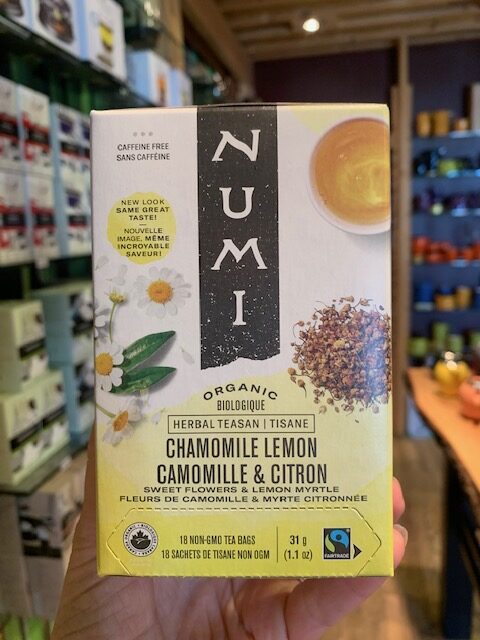 CAFFEINE FREE
SANS CAFFÉINE
NUMI
NEW LOOK
SAME GREAT
TASTE!
NOUVELLE
IMAGE, MÊME
INCROYABLE
SAVEUR!
ORGANIC
BIOLOGIQUE
HERBAL TEASAN | TISANE
CHAMOMILE LEMON
CAMOMILLE & CITRON
SWEET FLOWERS & LEMON MYRTLE
FLEURS DE CAMOMILLE & MYRTE CITRONNÉE
18 NON-GMO TEA BAGS
18 SACHETS DE TISANE NON OGM
31 g
(1.1 oz)
FAIRTRADE